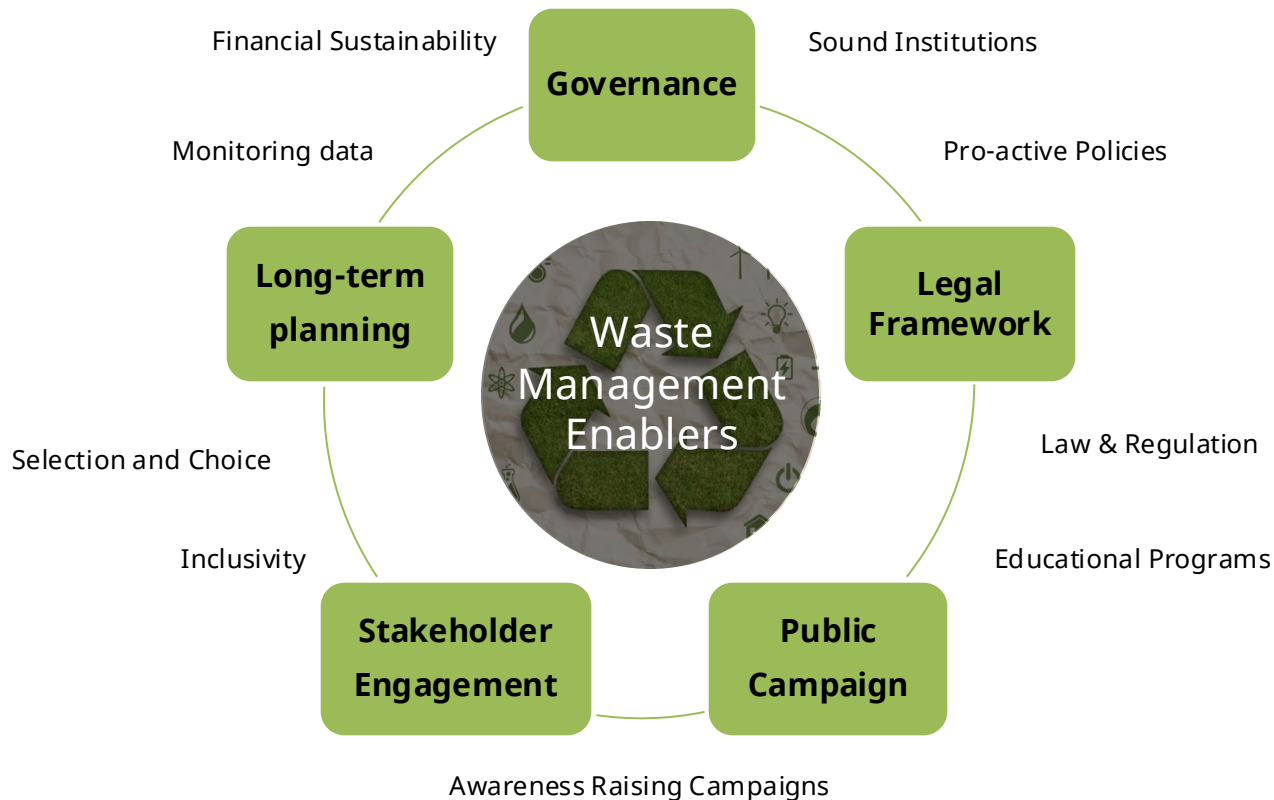 Financial Sustainability
Governance
Sound Institutions
Monitoring data
Pro-active Policies
Long-term
planning
Waste
Management
Enablers
Legal
Framework
Selection and Choice
Law & Regulation
Inclusivity
Educational Programs
Stakeholder
Engagement
Public
Campaign
Awareness Raising Campaigns